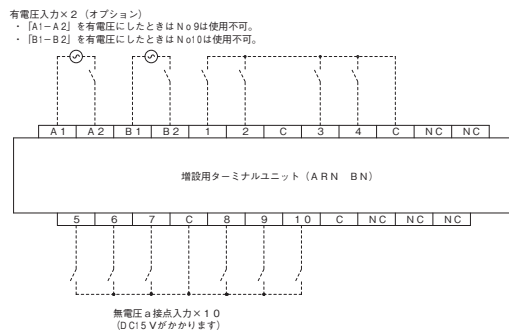 有電圧入力×2(オプション)
・「A1-A2」を有電圧にしたときはNo9は使用不可。
・「B1-B2」を有電圧にしたときはNo10は使用不可。
A1 A2 B1 B2 1 2 C 3 4 C NC NC
増設用ターミナルユニット(ARN BN)
5 6 7 C 8 9 10 C NC NC NC
無電圧a接点入力×10
(DC15Vがかかります)